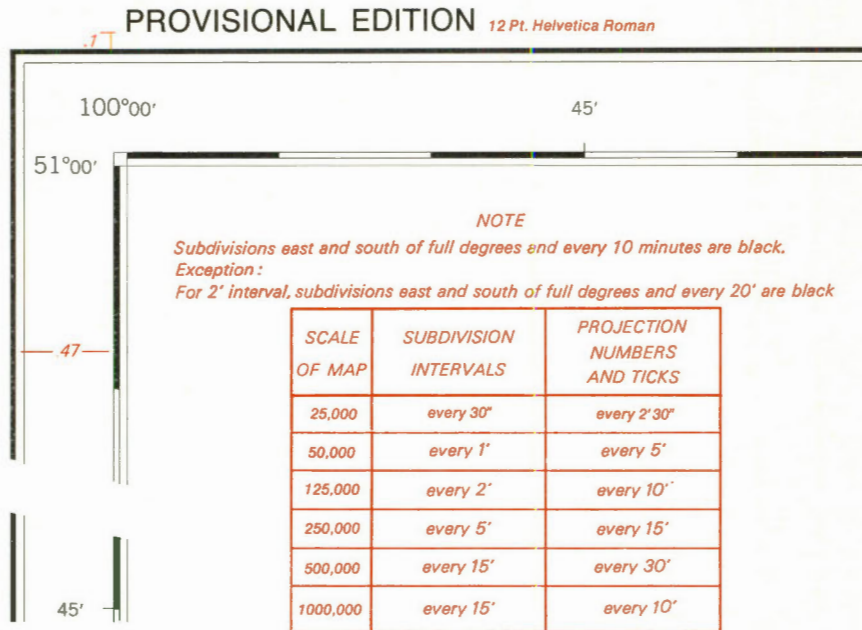 PROVISIONAL EDITION 12 Pt. Helvetica Roman
.1
100°00' 45'
51°00'
NOTE
Subdivisions east and south of full degrees and every 10 minutes are black.
Exception :
For 2' interval, subdivisions east and south of full degrees and every 20' are black
.47
SCALE OF MAP SUBDIVISION INTERVALS PROJECTION NUMBERS AND TICKS
25,000 every 30" every 2'30"
50,000 every 1' every 5'
125,000 every 2' every 10'
250,000 every 5' every 15'
500,000 every 15' every 30'
1000,000 every 15' every 10'
45'